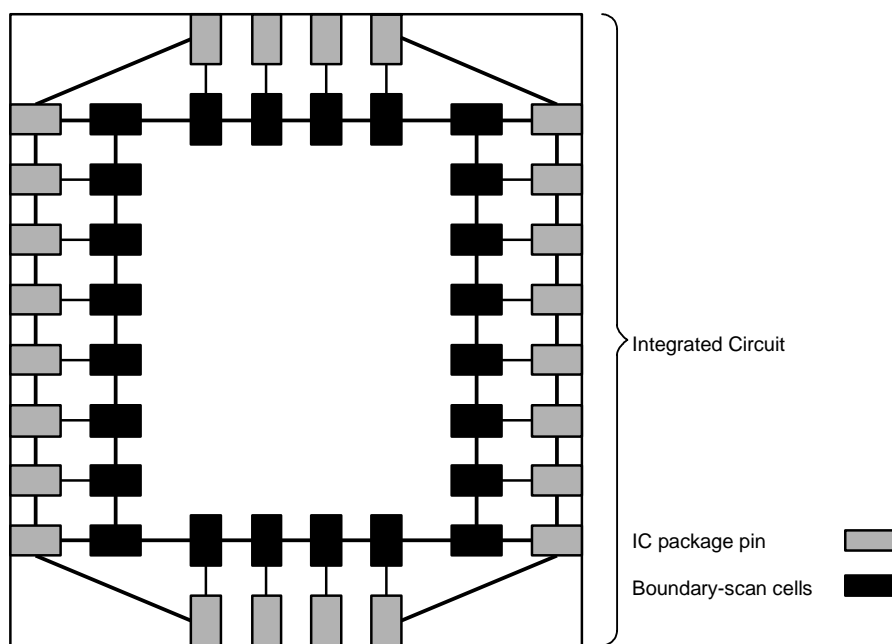 Integrated Circuit
IC package pin
Boundary-scan cells